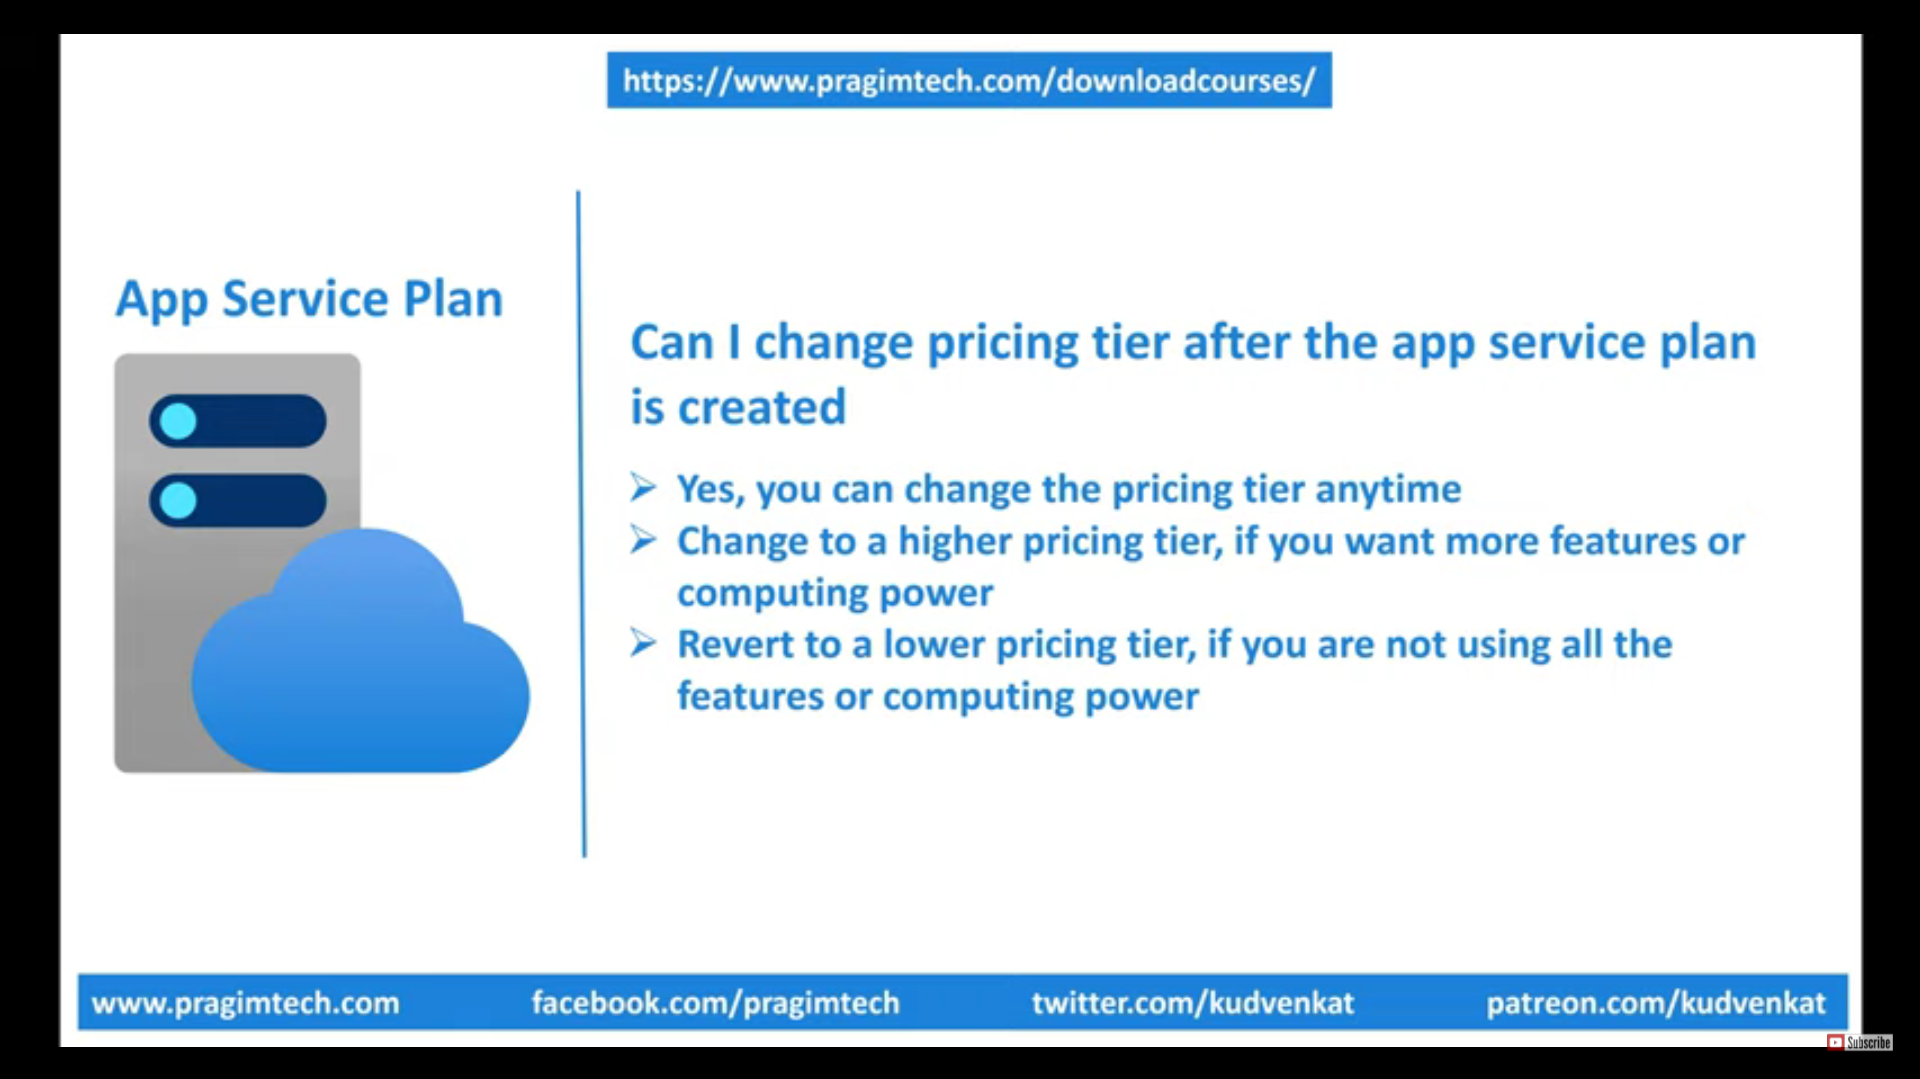 https://www.pragimtech.com/downloadcourses/
App Service Plan
Can I change pricing tier after the app service plan
is created
➢ Yes, you can change the pricing tier anytime
➢ Change to a higher pricing tier, if you want more features or
computing power
➢ Revert to a lower pricing tier, if you are not using all the
features or computing power
www.pragimtech.com facebook.com/pragimtech twitter.com/kudvenkat patreon.com/kudvenkat
Subscribe